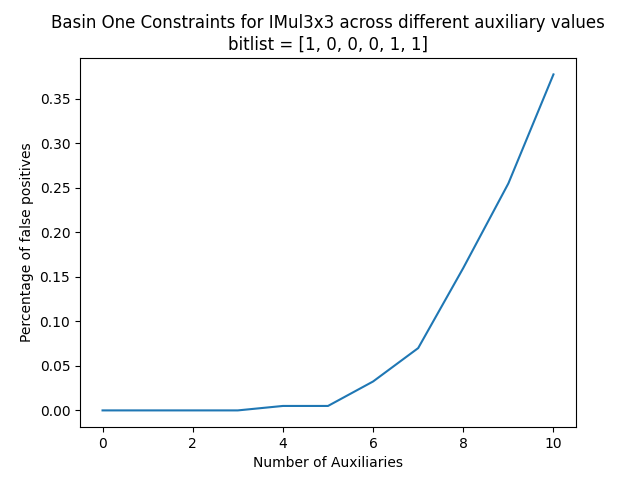 Basin One Constraints for IMul3x3 across different auxiliary values
bitlist = [1, 0, 0, 0, 1, 1]
Percentage of false positives
0.35
0.30
0.25
0.20
0.15
0.10
0.05
0.00
0 2 4 6 8 10
Number of Auxiliaries